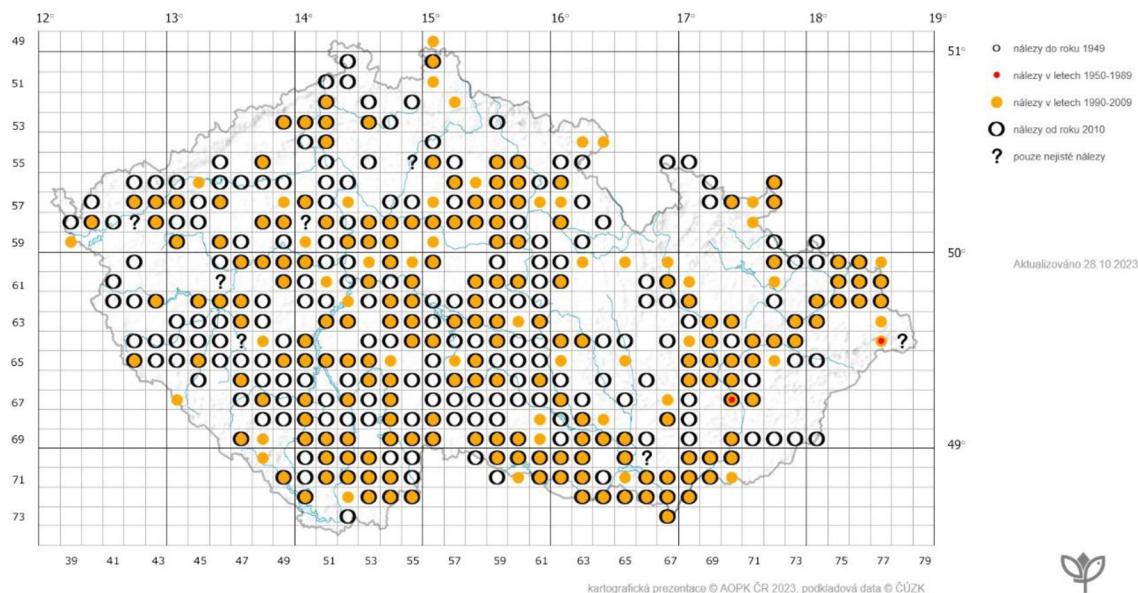 12° 13° 14° 15° 16° 17° 18° 19°
49
51°
51
53
55
57
59
50°
61
63
65
67
69
49°
71
73
39 41 43 45 47 49 51 53 55 57 59 61 63 65 67 69 71 73 75 77 79
? ? ? ? ? ? ?
nálezy do roku 1949
nálezy v letech 1950-1989
nálezy v letech 1990-2009
nálezy od roku 2010
? pouze nejisté nálezy
Aktualizováno 28.10.2023
kartografická prezentace © AOPK ČR 2023, podkladová data © ČÚZK